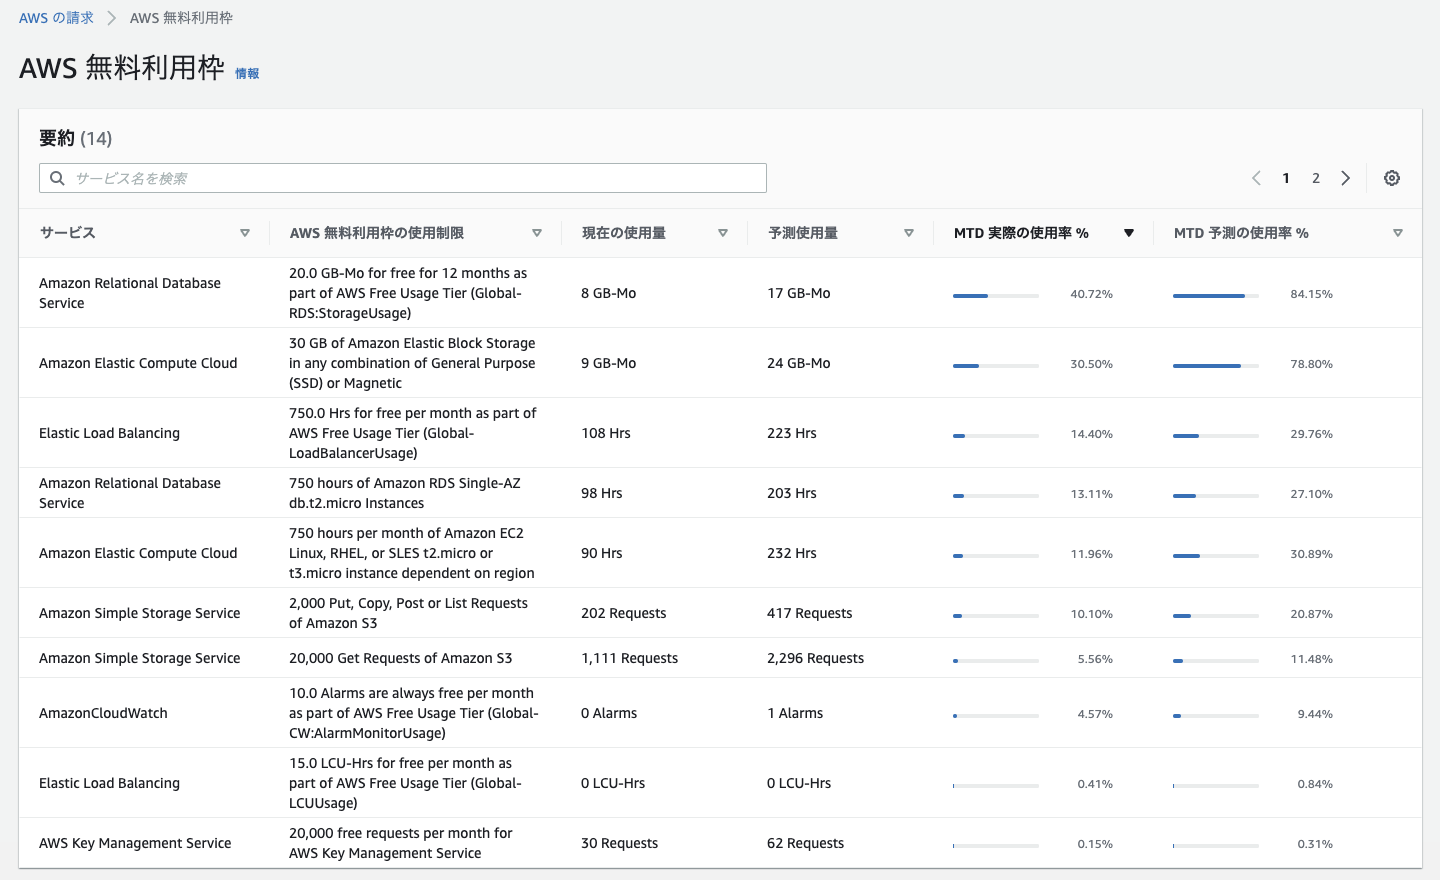 AWS の請求 > AWS 無料利用枠
AWS 無料利用枠 情報
要約 (14)
サービス名を検索
1 2
サービス AWS 無料利用枠の使用制限 現在の使用量 予測使用量 MTD 実際の使用率 % MTD 予測の使用率 %
Amazon Relational Database
Service
20.0 GB-Mo for free for 12 months as
part of AWS Free Usage Tier (Global-
RDS:StorageUsage)
8 GB-Mo 17 GB-Mo 40.72% 84.15%
Amazon Elastic Compute Cloud
30 GB of Amazon Elastic Block Storage
in any combination of General Purpose
(SSD) or Magnetic
9 GB-Mo 24 GB-Mo 30.50% 78.80%
Elastic Load Balancing
750.0 Hrs for free per month as part of
AWS Free Usage Tier (Global-
LoadBalancerUsage)
108 Hrs 223 Hrs 14.40% 29.76%
Amazon Relational Database
Service
750 hours of Amazon RDS Single-AZ
db.t2.micro Instances
98 Hrs 203 Hrs 13.11% 27.10%
Amazon Elastic Compute Cloud
750 hours per month of Amazon EC2
Linux, RHEL, or SLES t2.micro or
t3.micro instance dependent on region
90 Hrs 232 Hrs 11.96% 30.89%
Amazon Simple Storage Service
2,000 Put, Copy, Post or List Requests
of Amazon S3
202 Requests 417 Requests 10.10% 20.87%
Amazon Simple Storage Service
20,000 Get Requests of Amazon S3
1,111 Requests 2,296 Requests 5.56% 11.48%
AmazonCloudWatch
10.0 Alarms are always free per month
as part of AWS Free Usage Tier (Global-
CW:AlarmMonitorUsage)
0 Alarms 1 Alarms 4.57% 9.44%
Elastic Load Balancing
15.0 LCU-Hrs for free per month as
part of AWS Free Usage Tier (Global-
LCUUsage)
0 LCU-Hrs 0 LCU-Hrs 0.41% 0.84%
AWS Key Management Service
20,000 free requests per month for
AWS Key Management Service
30 Requests 62 Requests 0.15% 0.31%